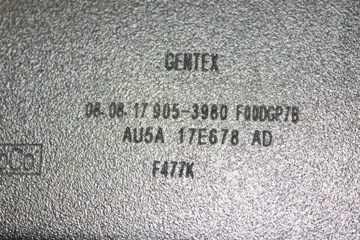 GENTEX
08-08-17 905-3980 F00DGP7B
AU5A 17E678 AD
F477K